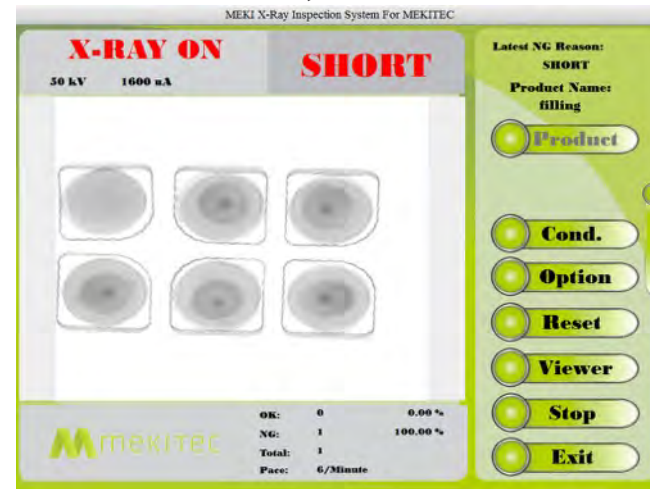 MEKI X-Ray Inspection System For MEKITEC
X-RAY ON
50 kV 1600 uA
SHORT
Latest NG Reason:
SHORT
Product Name:
filling
Product
Cond.
Option
Reset
Viewer
Stop
Exit
mekitec
OK: 0 0.00 %
NG: 1 100.00 %
Total: 1
Pace: 6/Minute